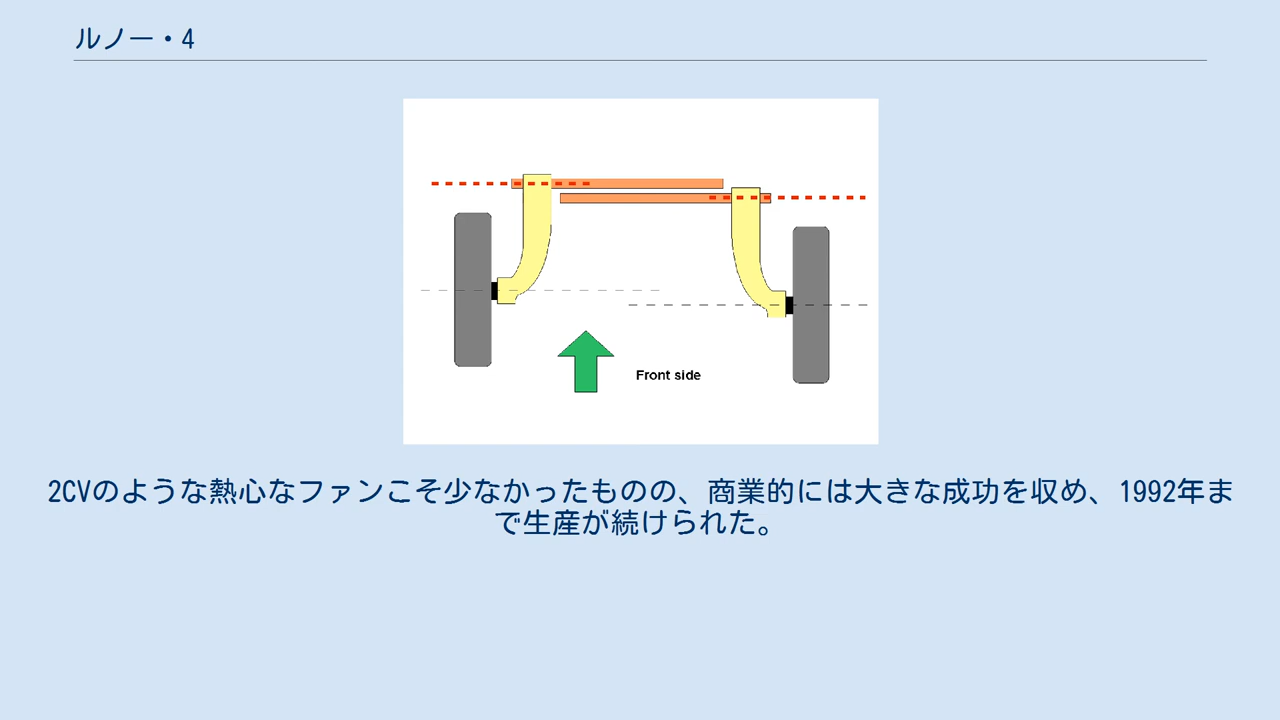 ルノー・4
Front side
2CVのような熱心なファンこそ少なかったものの、商業的には大きな成功を収め、1992年ま
で生産が続けられた。